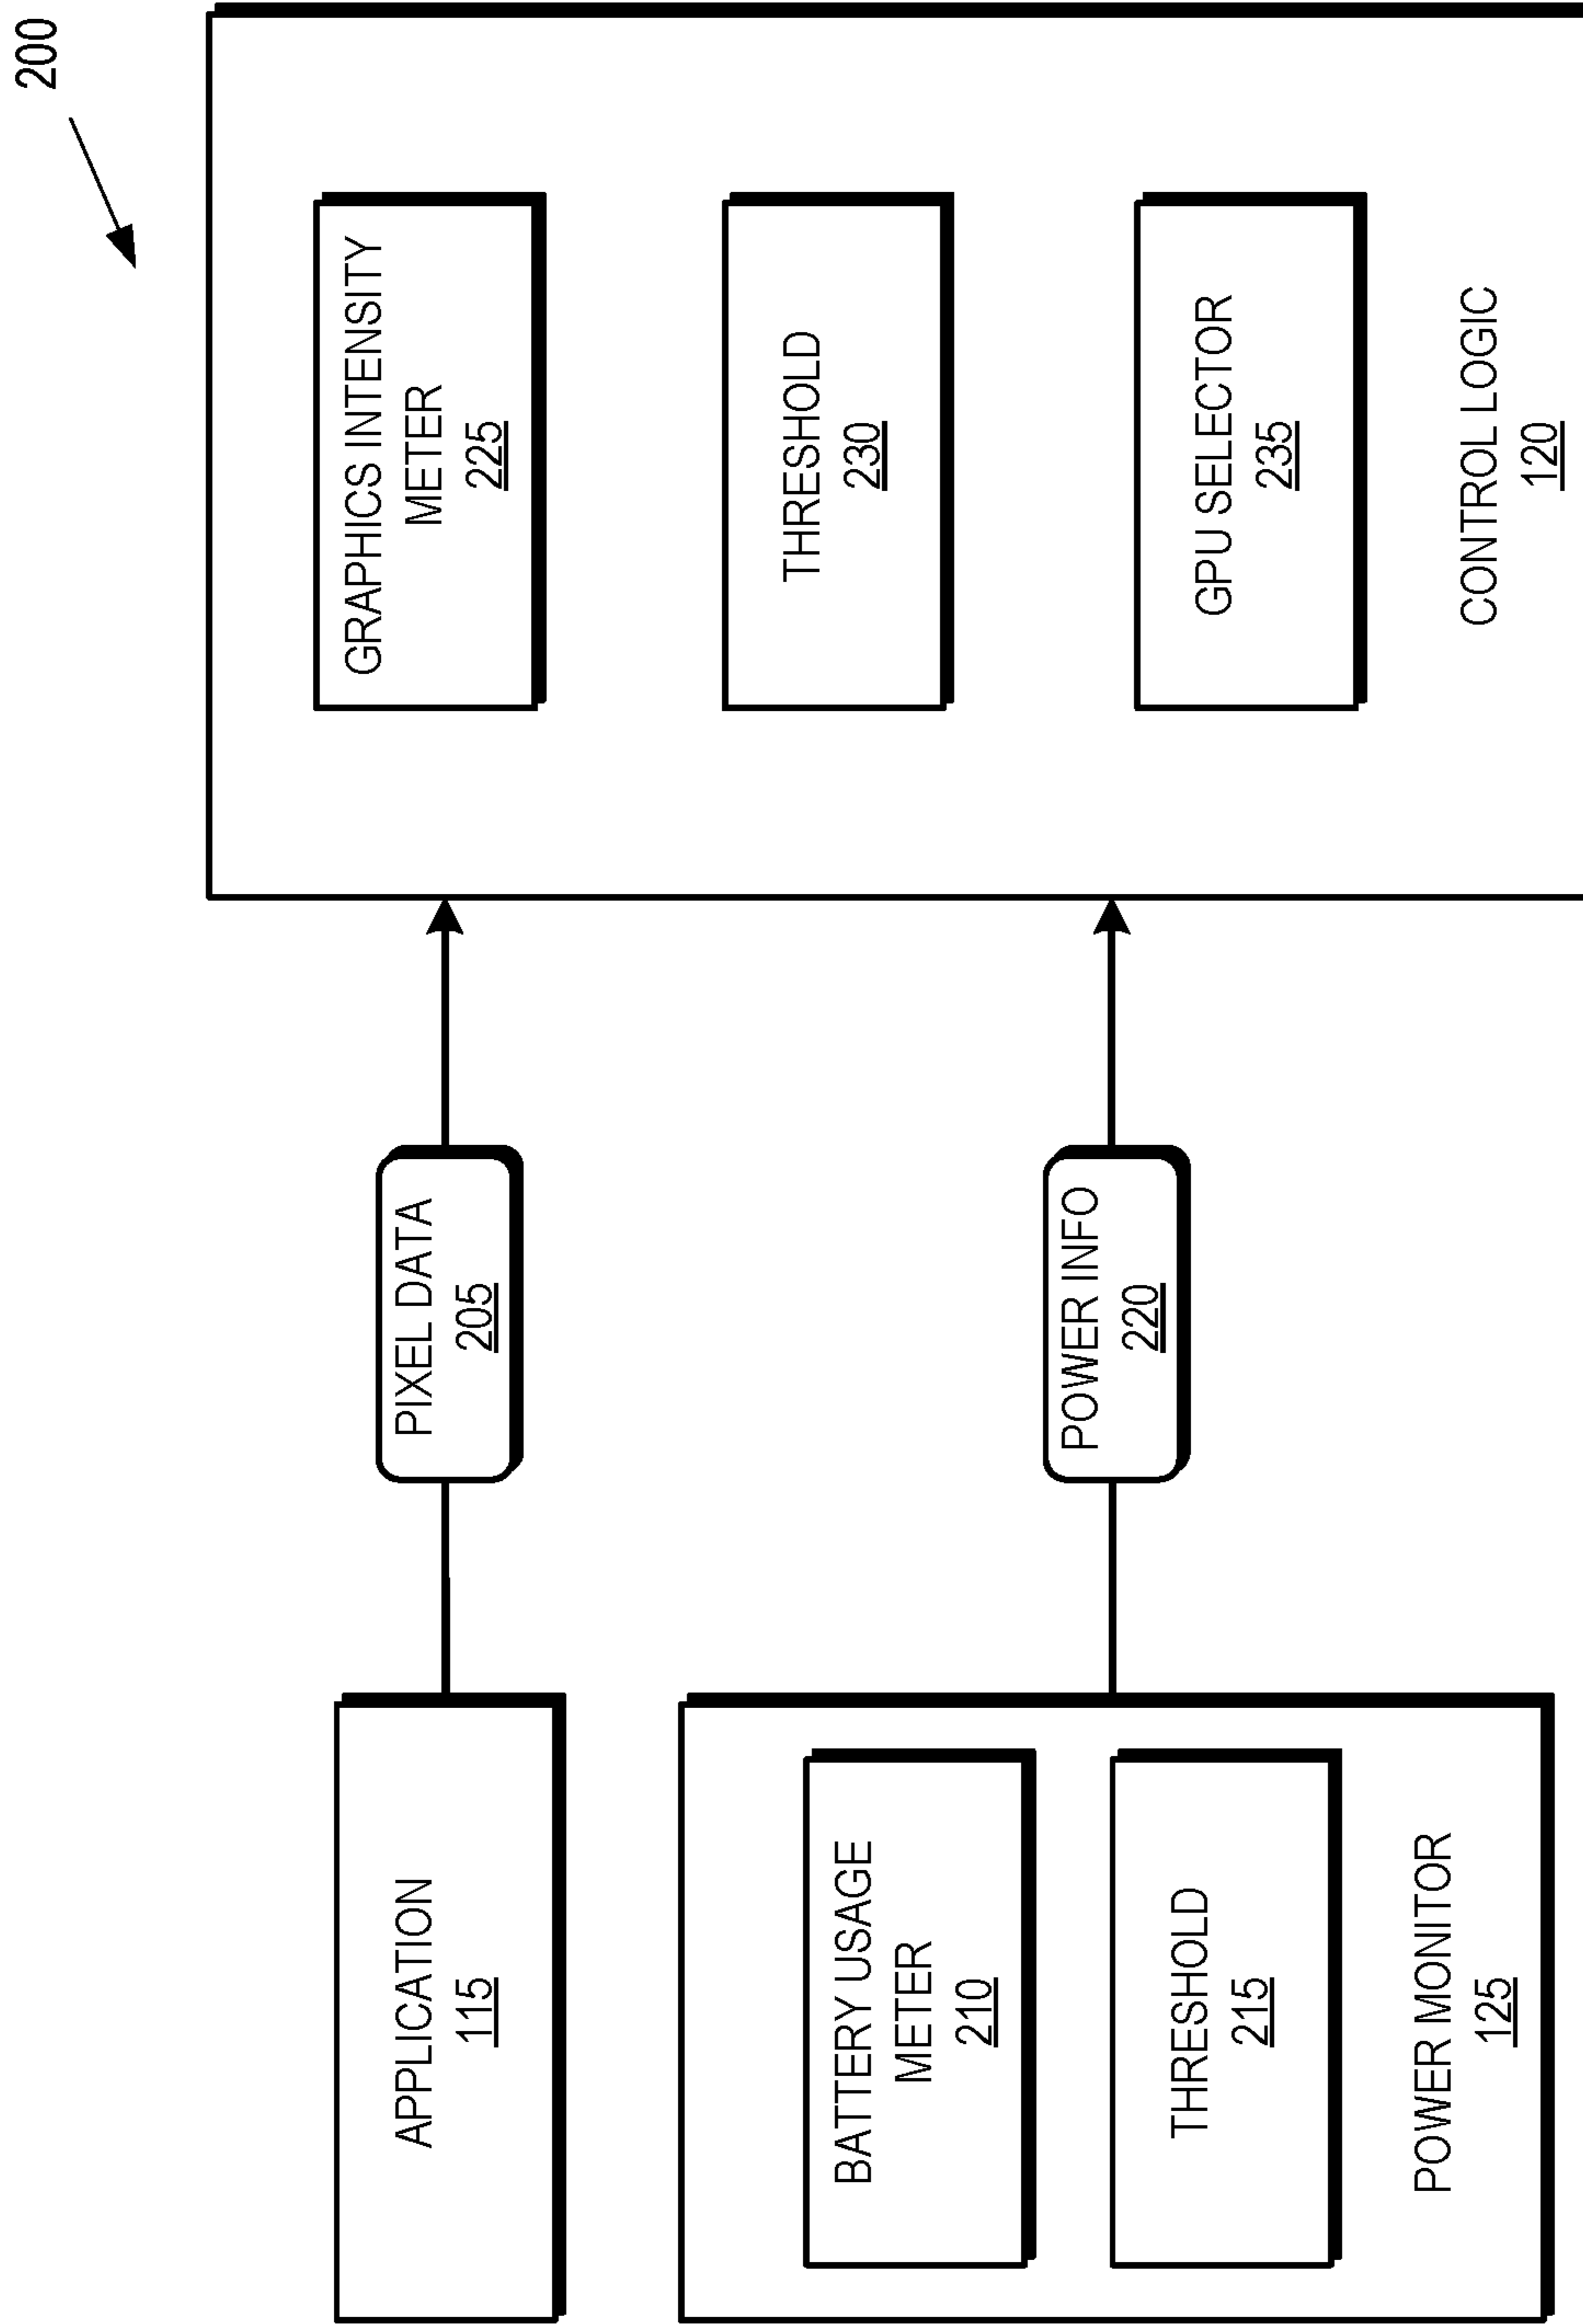 200
APPLICATION
115
PIXEL DATA
205
GRAPHICS INTENSITY
METER
225
THRESHOLD
230
GPU SELECTOR
235
CONTROL LOGIC
120
BATTERY USAGE
METER
210
THRESHOLD
215
POWER MONITOR
125
POWER INFO
220